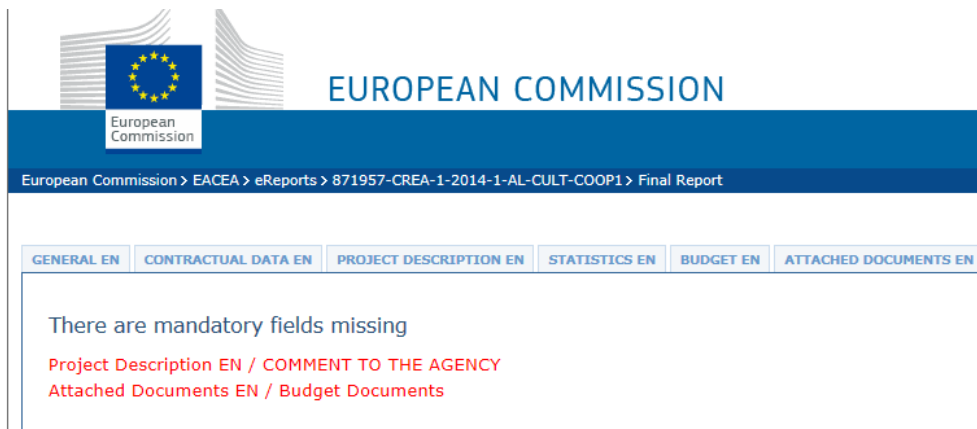 EUROPEAN COMMISSION
European
Commission
European Commission > EACEA > eReports > 871957-CREA-1-2014-1-AL-CULT-COOP1 > Final Report
GENERAL EN CONTRACTUAL DATA EN PROJECT DESCRIPTION EN STATISTICS EN BUDGET EN ATTACHED DOCUMENTS EN
There are mandatory fields missing
Project Description EN / COMMENT TO THE AGENCY
Attached Documents EN / Budget Documents